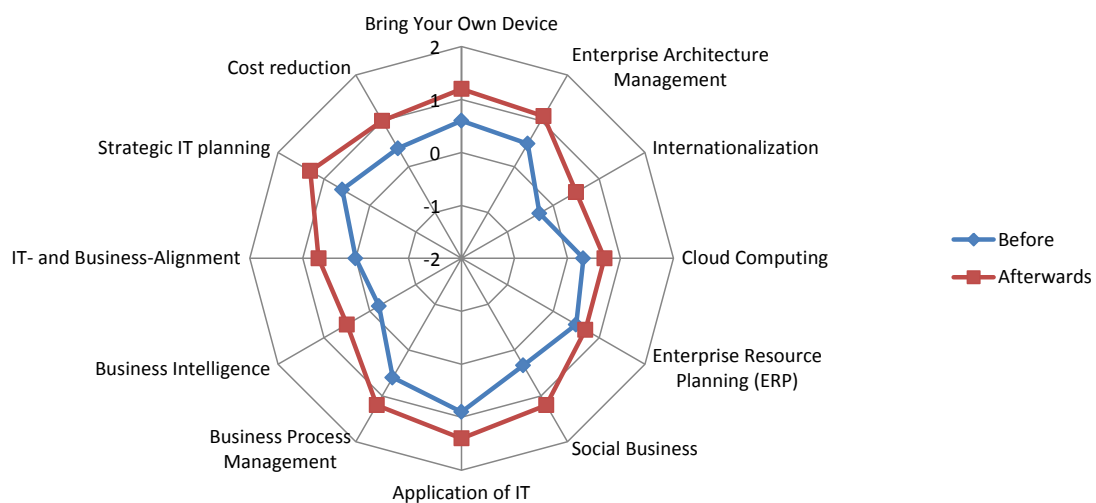 Bring Your Own Device
2
Enterprise Architecture
Management
Cost reduction
1
Strategic IT planning
0
Internationalization
-1
IT- and Business-Alignment
-2
Cloud Computing
Before
Afterwards
Business Intelligence
Enterprise Resource
Planning (ERP)
Business Process
Management
Social Business
Application of IT